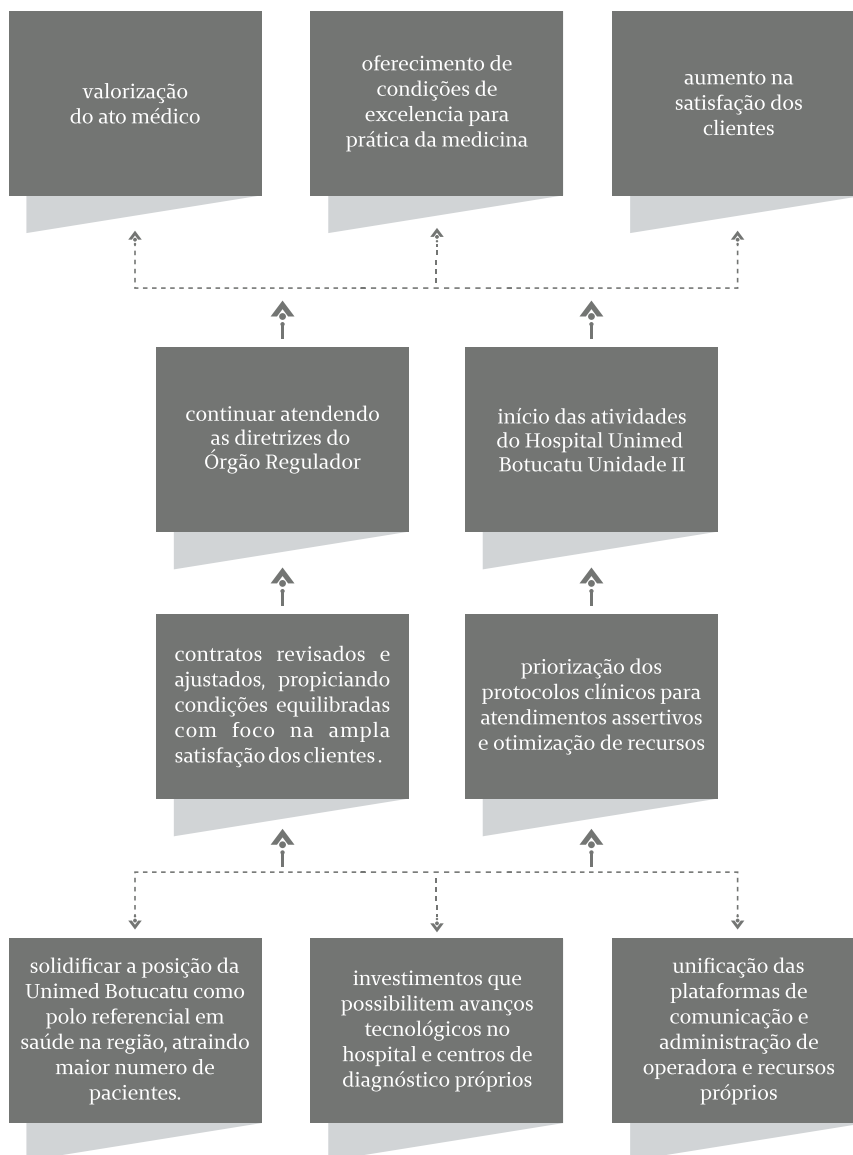 valorização
do ato médico
oferecimento de
condições de
excelencia para
prática da medicina
aumento na
satisfação dos
clientes
continuar atendendo
as diretrizes do
Órgão Regulador
início das atividades
do Hospital Unimed
Botucatu Unidade II
contratos revisados e
ajustados, propiciando
condições equilibradas
com foco na ampla
satisfação dos clientes.
priorização dos
protocolos clínicos para
atendimentos assertivos
e otimização de recursos
solidificar a posição da
Unimed Botucatu como
polo referencial em
saúde na região, atraindo
maior numero de
pacientes.
investimentos que
possibilitem avanços
tecnológicos no
hospital e centros de
diagnóstico próprios
unificação das
plataformas de
comunicação e
administração de
operadora e recursos
próprios